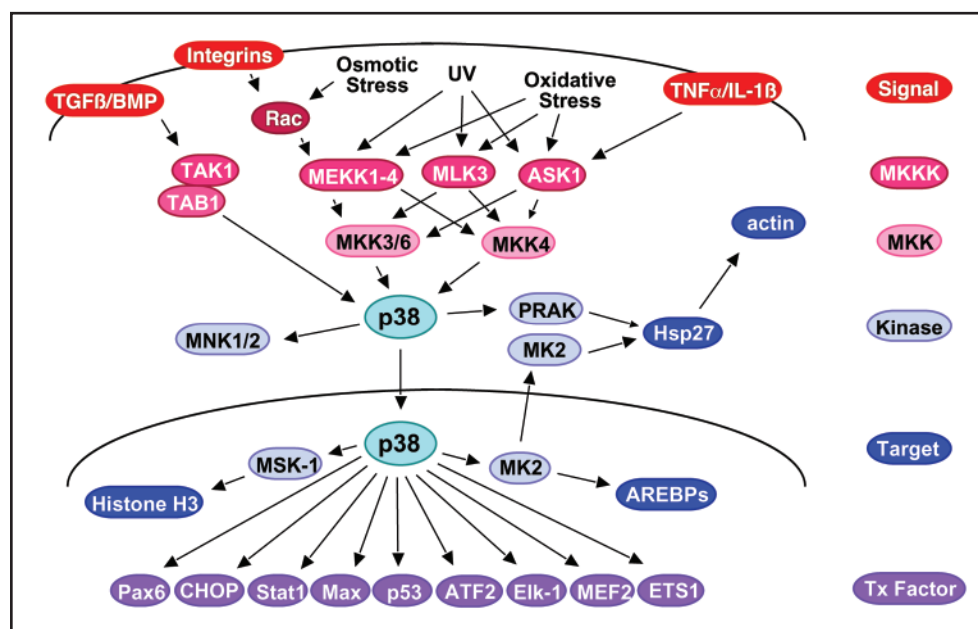 Integrins
Osmotic
Stress
UV
Oxidative
Stress
TGFß/BMP
TNFα/IL-1ß
Signal
Rac
TAK1
TAB1
MEKK1-4
MLK3
ASK1
MKKK
actin
MKK3/6
MKK4
MKK
p38
PRAK
MNK1/2
MK2
Hsp27
Kinase
p38
MSK-1
MK2
Target
Histone H3
AREBPs
Pax6
CHOP
Stat1
Max
p53
ATF2
Elk-1
MEF2
ETS1
Tx Factor